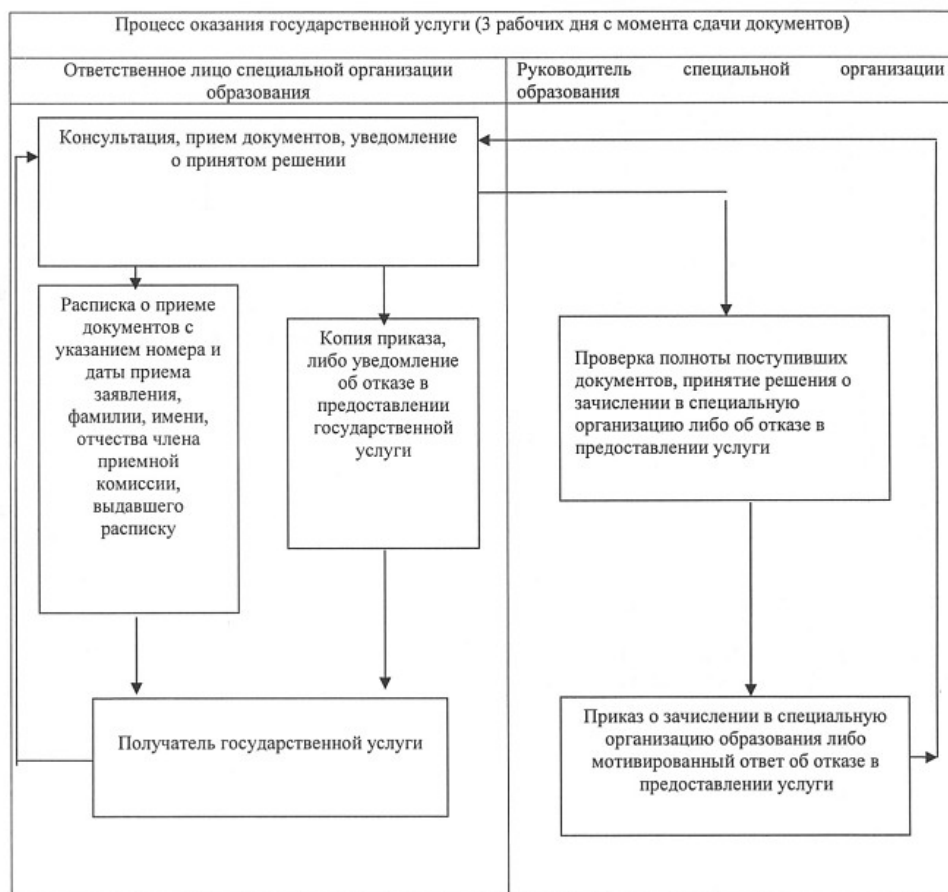 Процесс оказания государственной услуги (3 рабочих дня с момента сдачи документов)
Ответственное лицо специальной организации
образования
Руководитель специальной организации
образования
Консультация, прием документов, уведомление
о принятом решении
Расписка о приеме
документов с
указанием номера и
даты приема
заявления,
фамилии, имени,
отчества члена
приемной
комиссии,
выдавшего
расписку
Копия приказа,
либо уведомление
об отказе в
предоставлении
государственной
услуги
Проверка полноты поступивших
документов, принятие решения о
зачислении в специальную
организацию либо об отказе в
предоставлении услуги
Получатель государственной услуги
Приказ о зачислении в специальную
организацию образования либо
мотивированный ответ об отказе в
предоставлении услуги